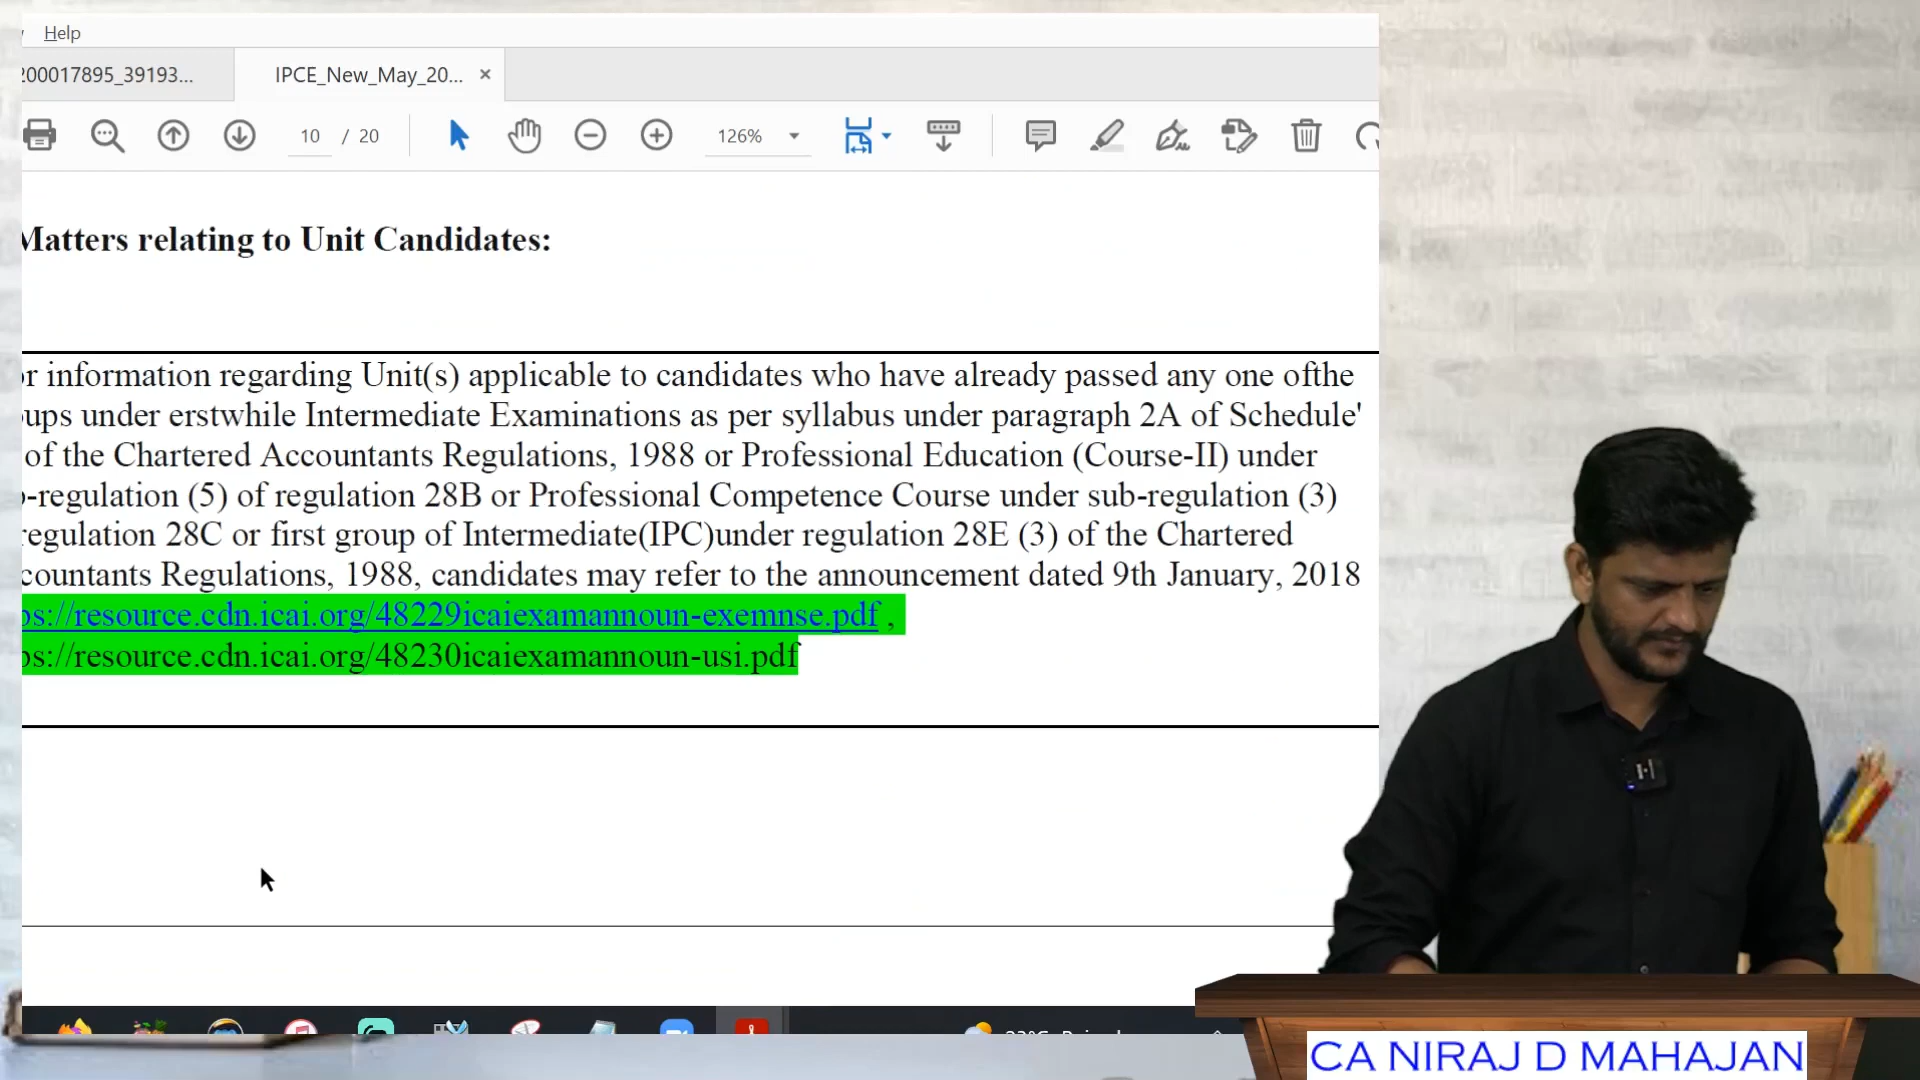 Help
200017895_39193...
IPCE_New_May_20...
10 / 20
126%
Matters relating to Unit Candidates:
information regarding Unit(s) applicable to candidates who have already passed any one ofthe
under erstwhile Intermediate Examinations as per syllabus under paragraph 2A of Schedule'
of the Chartered Accountants Regulations, 1988 or Professional Education (Course-II) under
-regulation (5) of regulation 28B or Professional Competence Course under sub-regulation (3)
regulation 28C or first group of Intermediate(IPC)under regulation 28E (3) of the Chartered
countants Regulations, 1988, candidates may refer to the announcement dated 9th January, 2018
ps://resource.cdn.icai.org/48229icaiexamannoun-exemnse.pdf ,
ps://resource.cdn.icai.org/48230icaiexamannoun-usi.pdf
CA NIRAJ D MAHAJAN